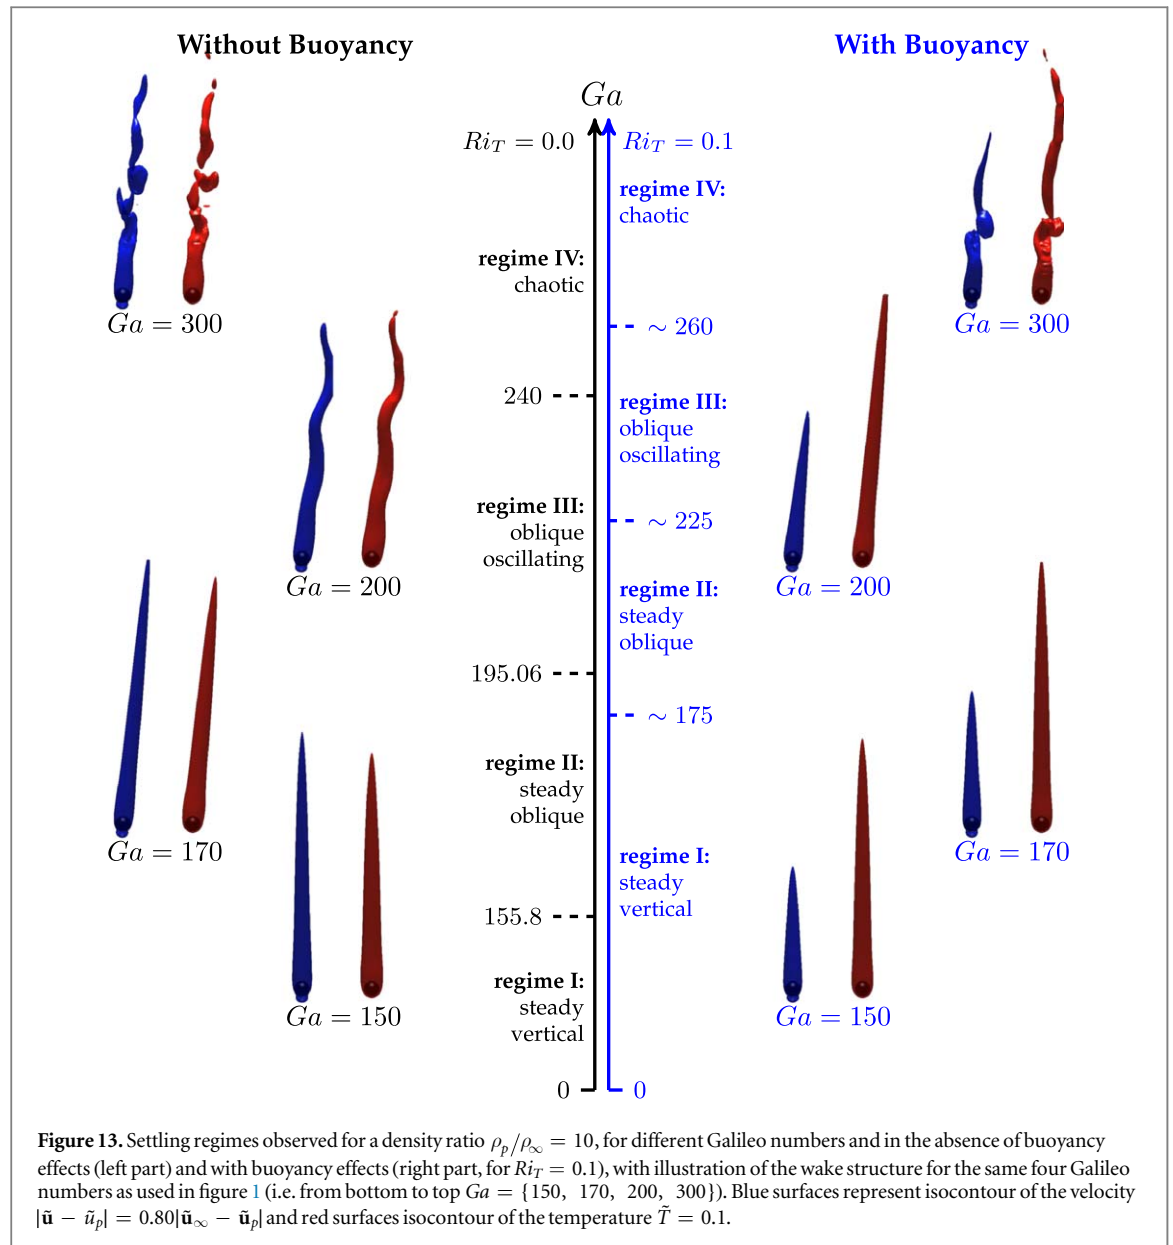 Without Buoyancy
With Buoyancy
Ga
Ri_T = 0.0
Ri_T = 0.1
regime IV:
chaotic
regime IV:
chaotic
Ga = 300
Ga = 300
~ 260
240
regime III:
oblique
oscillating
regime III:
oblique
oscillating
~ 225
Ga = 200
Ga = 200
regime II:
steady
oblique
195.06
~ 175
regime II:
steady
oblique
Ga = 170
Ga = 170
regime I:
steady
vertical
155.8
regime I:
steady
vertical
Ga = 150
Ga = 150
0
0
Figure 13. Settling regimes observed for a density ratio ρ_p/ρ_∞ = 10, for different Galileo numbers and in the absence of buoyancy
effects (left part) and with buoyancy effects (right part, for Ri_T = 0.1), with illustration of the wake structure for the same four Galileo
numbers as used in figure 1 (i.e. from bottom to top Ga = {150, 170, 200, 300}). Blue surfaces represent isocontour of the velocity
|ũ − ũ_p| = 0.80|ũ_∞ − ũ_p| and red surfaces isocontour of the temperature T̃ = 0.1.